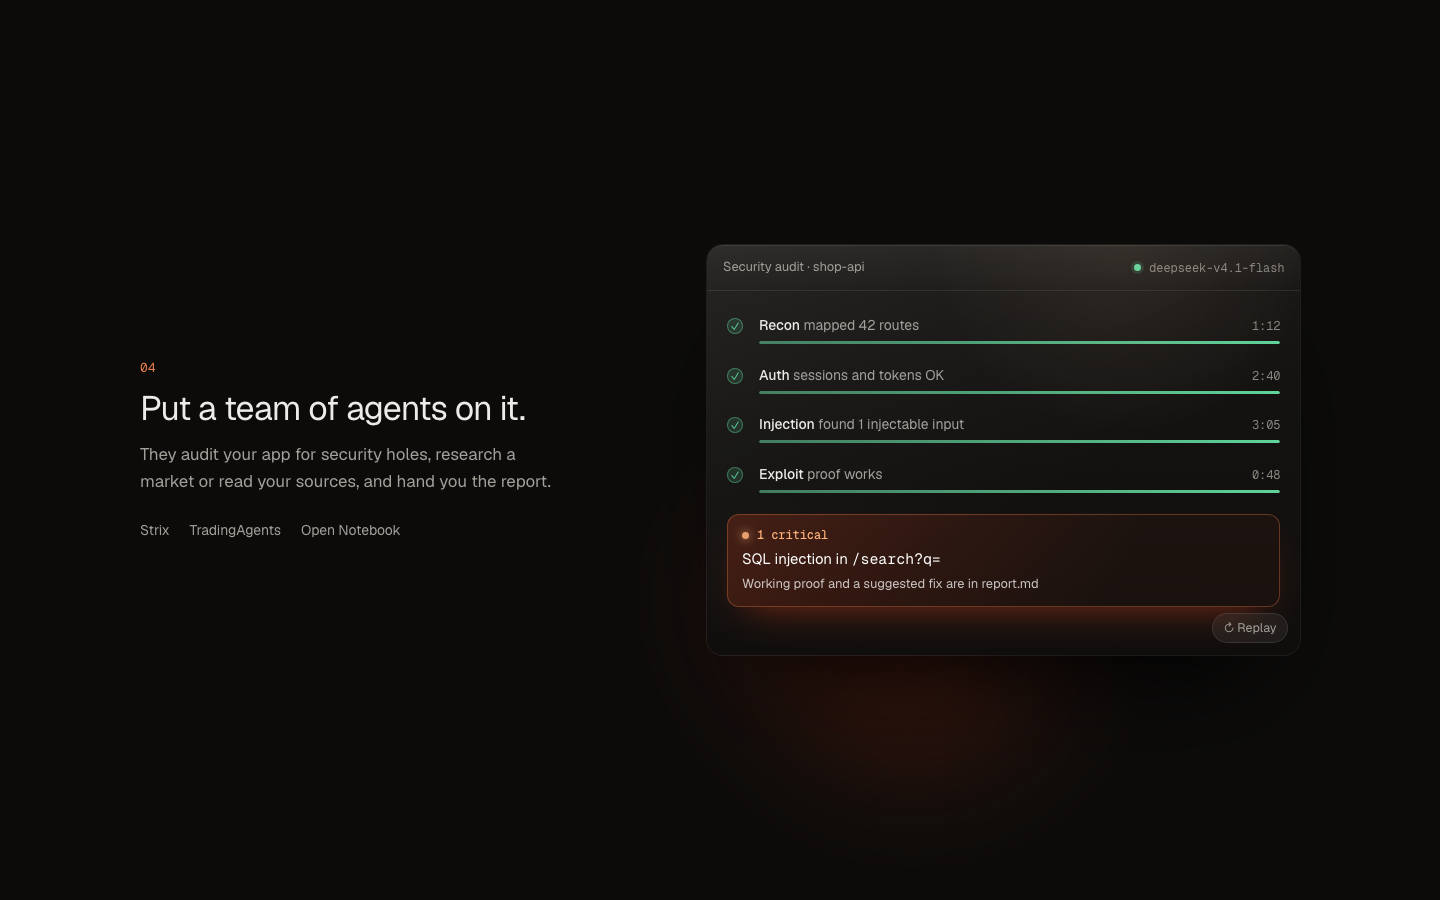 04
Put a team of agents on it.
They audit your app for security holes, research a
market or read your sources, and hand you the report.
Strix TradingAgents Open Notebook
Security audit · shop-api deepseek-v4.1-flash
Recon mapped 42 routes 1:12
Auth sessions and tokens OK 2:40
Injection found 1 injectable input 3:05
Exploit proof works 0:48
1 critical
SQL injection in /search?q=
Working proof and a suggested fix are in report.md
↻ Replay